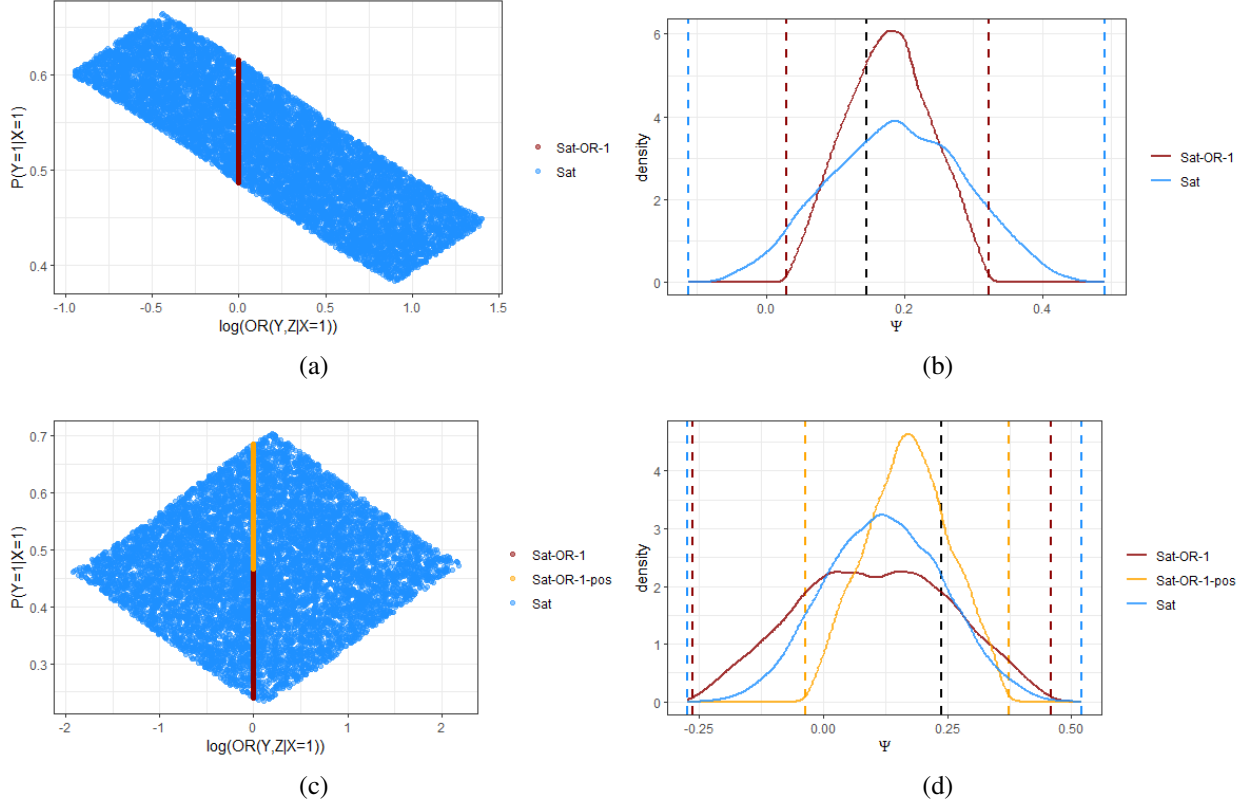 P(Y=1|X=1)
0.6
0.5
0.4
-1.0
-0.5
0.0
0.5
1.0
1.5
log(OR(Y,Z|X=1))
Sat-OR-1
Sat
(a)
density
6
4
2
0
0.0
0.2
0.4
Ψ
Sat-OR-1
Sat
(b)
P(Y=1|X=1)
0.7
0.6
0.5
0.4
0.3
-2
-1
0
1
2
log(OR(Y,Z|X=1))
Sat-OR-1
Sat-OR-1-pos
Sat
(c)
density
4
3
2
1
0
-0.25
0.00
0.25
0.50
Ψ
Sat-OR-1
Sat-OR-1-pos
Sat
(d)